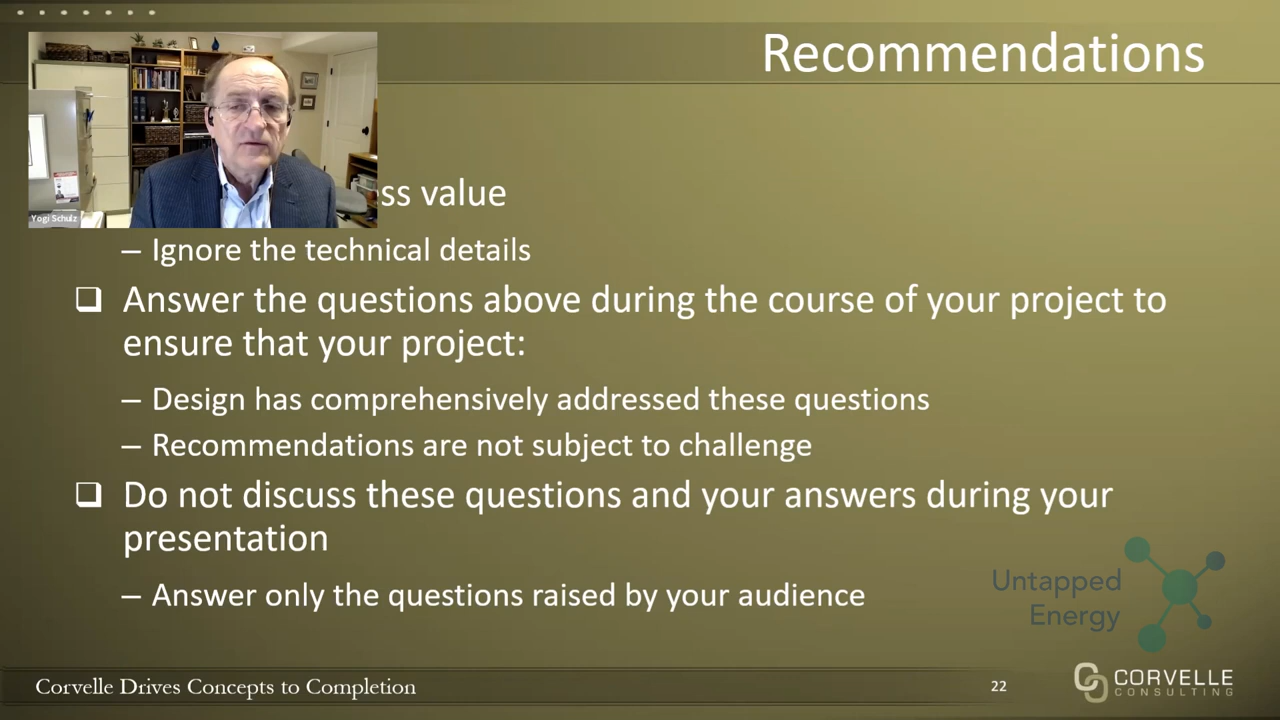 Recommendations
Yogi Schulz
ss value
– Ignore the technical details
❑ Answer the questions above during the course of your project to
ensure that your project:
– Design has comprehensively addressed these questions
– Recommendations are not subject to challenge
❑ Do not discuss these questions and your answers during your
presentation
– Answer only the questions raised by your audience
Untapped
Energy
Corvelle Drives Concepts to Completion
22
CORVELLE
CONSULTING